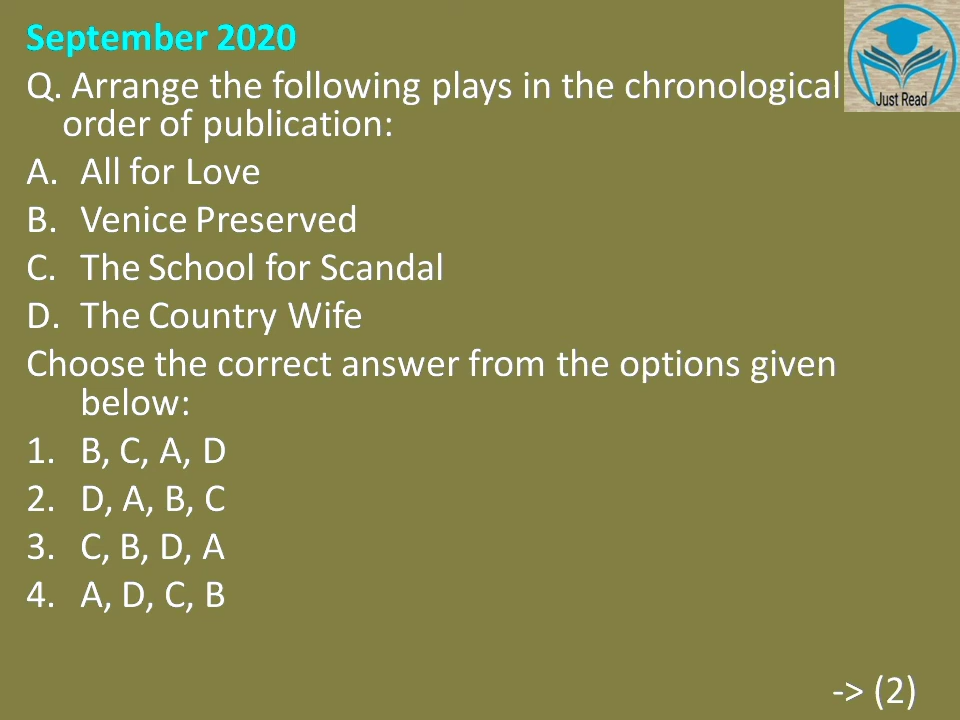 September 2020
Q. Arrange the following plays in the chronological
order of publication:
Just Read
A. All for Love
B. Venice Preserved
C. The School for Scandal
D. The Country Wife
Choose the correct answer from the options given
below:
1. B, C, A, D
2. D, A, B, C
3. C, B, D, A
4. A, D, C, B
-> (2)